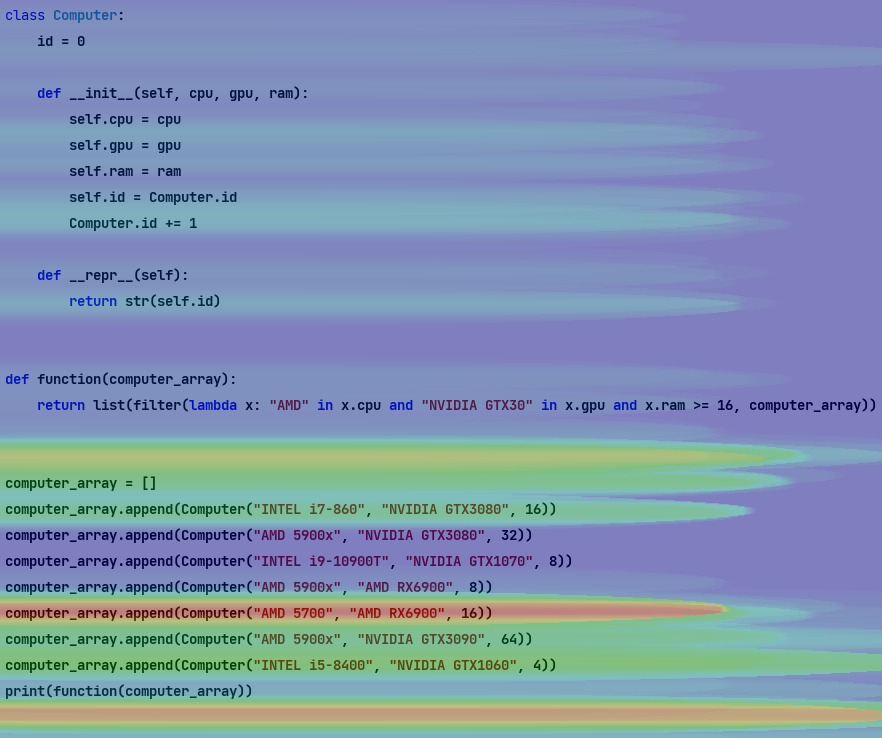 class Computer:
    id = 0
    def __init__(self, cpu, gpu, ram):
        self.cpu = cpu
        self.gpu = gpu
        self.ram = ram
        self.id = Computer.id
        Computer.id += 1
    def __repr__(self):
        return str(self.id)
def function(computer_array):
    return list(filter(lambda x: "AMD" in x.cpu and "NVIDIA GTX30" in x.gpu and x.ram >= 16, computer_array))
computer_array = []
computer_array.append(Computer("INTEL i7-860", "NVIDIA GTX3080", 16))
computer_array.append(Computer("AMD 5900x", "NVIDIA GTX3080", 32))
computer_array.append(Computer("INTEL i9-10900T", "NVIDIA GTX1070", 8))
computer_array.append(Computer("AMD 5900x", "AMD RX6900", 8))
computer_array.append(Computer("AMD 5700", "AMD RX6900", 16))
computer_array.append(Computer("AMD 5900x", "NVIDIA GTX3090", 64))
computer_array.append(Computer("INTEL i5-8400", "NVIDIA GTX1060", 4))
print(function(computer_array))